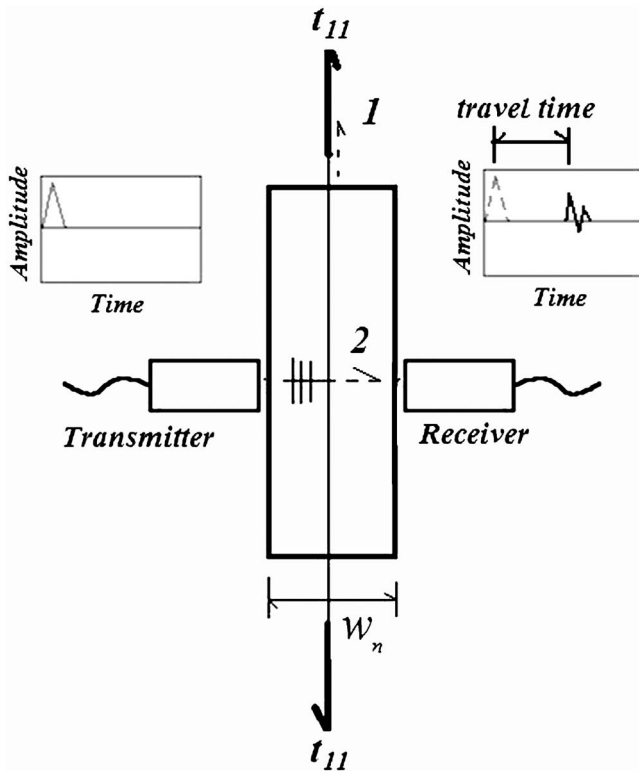 t₁₁
1
travel time
Amplitude
Time
Amplitude
Time
2
Transmitter
Receiver
Wₙ
t₁₁